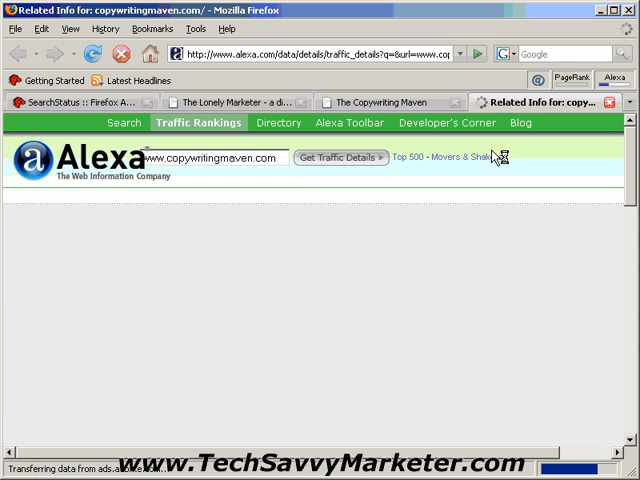 Related Info for: copywritingmaven.com/ - Mozilla Firefox
File Edit View History Bookmarks Tools Help
http://www.alexa.com/data/details/traffic_details?q=&url=www.cop
Google
Getting Started Latest Headlines PageRank Alexa
SearchStatus :: Firefox A... The Lonely Marketer - a di... The Copywriting Maven Related Info for: copy...
Search Traffic Rankings Directory Alexa Toolbar Developer's Corner Blog
Alexa www.copywritingmaven.com Get Traffic Details Top 500 - Movers &
The Web Information Company
Transferring data from
www.TechSavvyMarketer.com